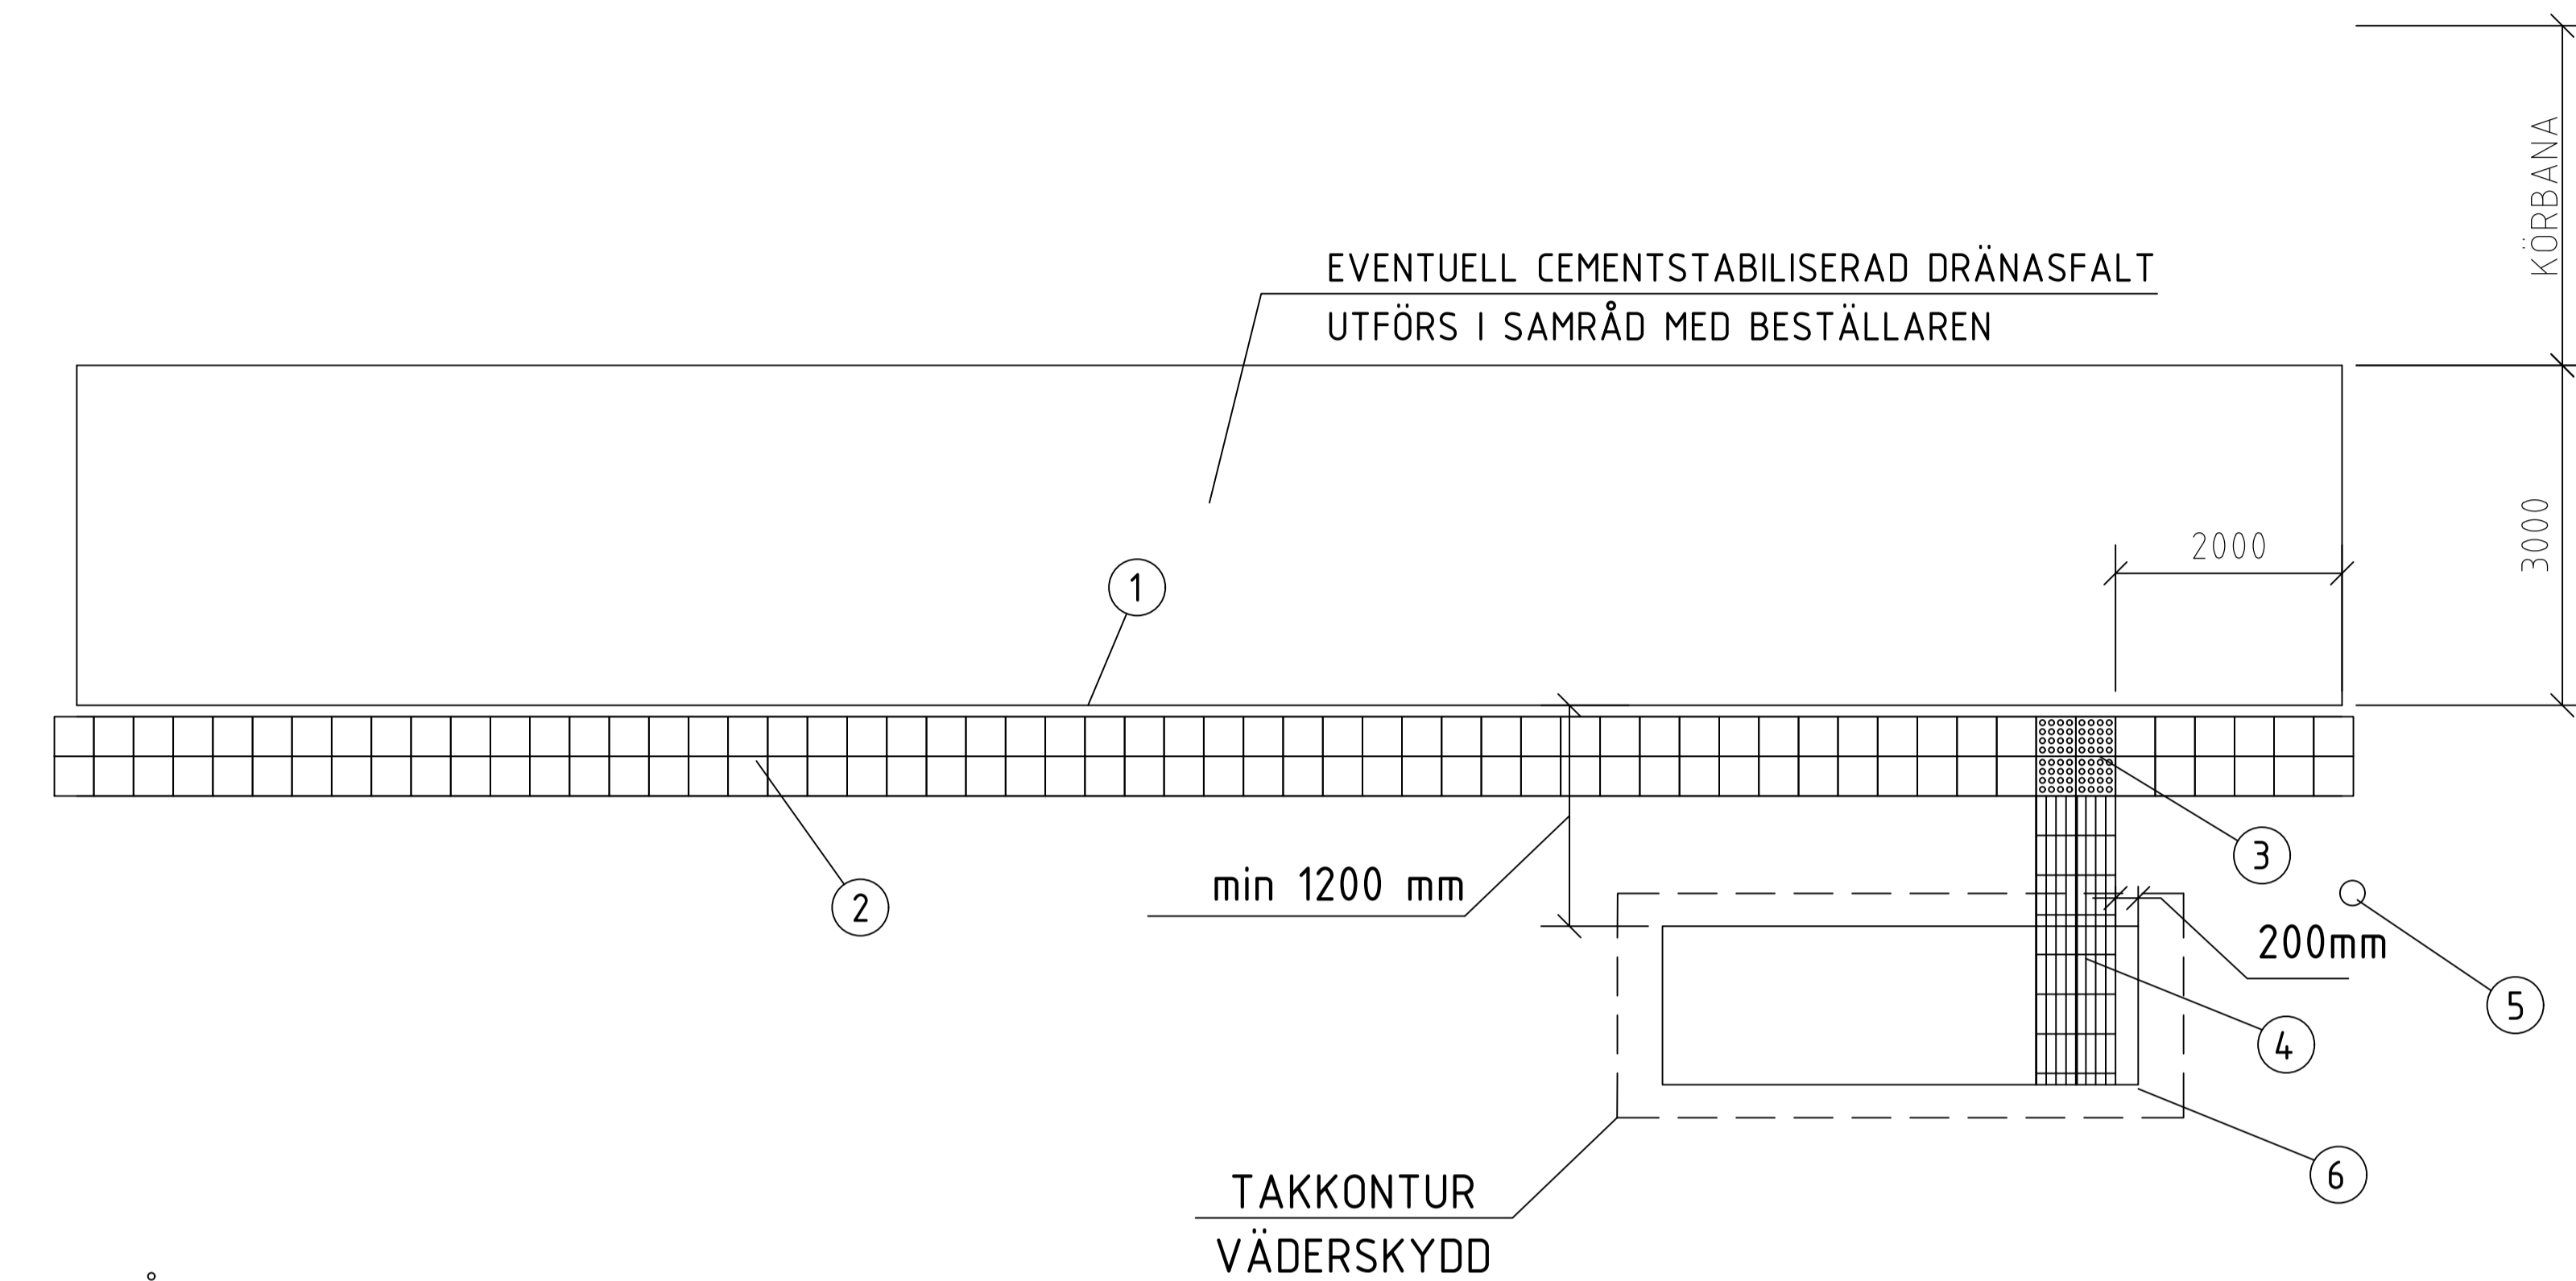 KÖRBANA
EVENTUELL CEMENTSTABILISERAD DRÄNASFALT
UTFÖRS I SAMRÅD MED BESTÄLLAREN
3000
2000
1
3
min 1200 mm
2
200mm
5
4
6
TAKKONTUR
VÄDERSKYDD